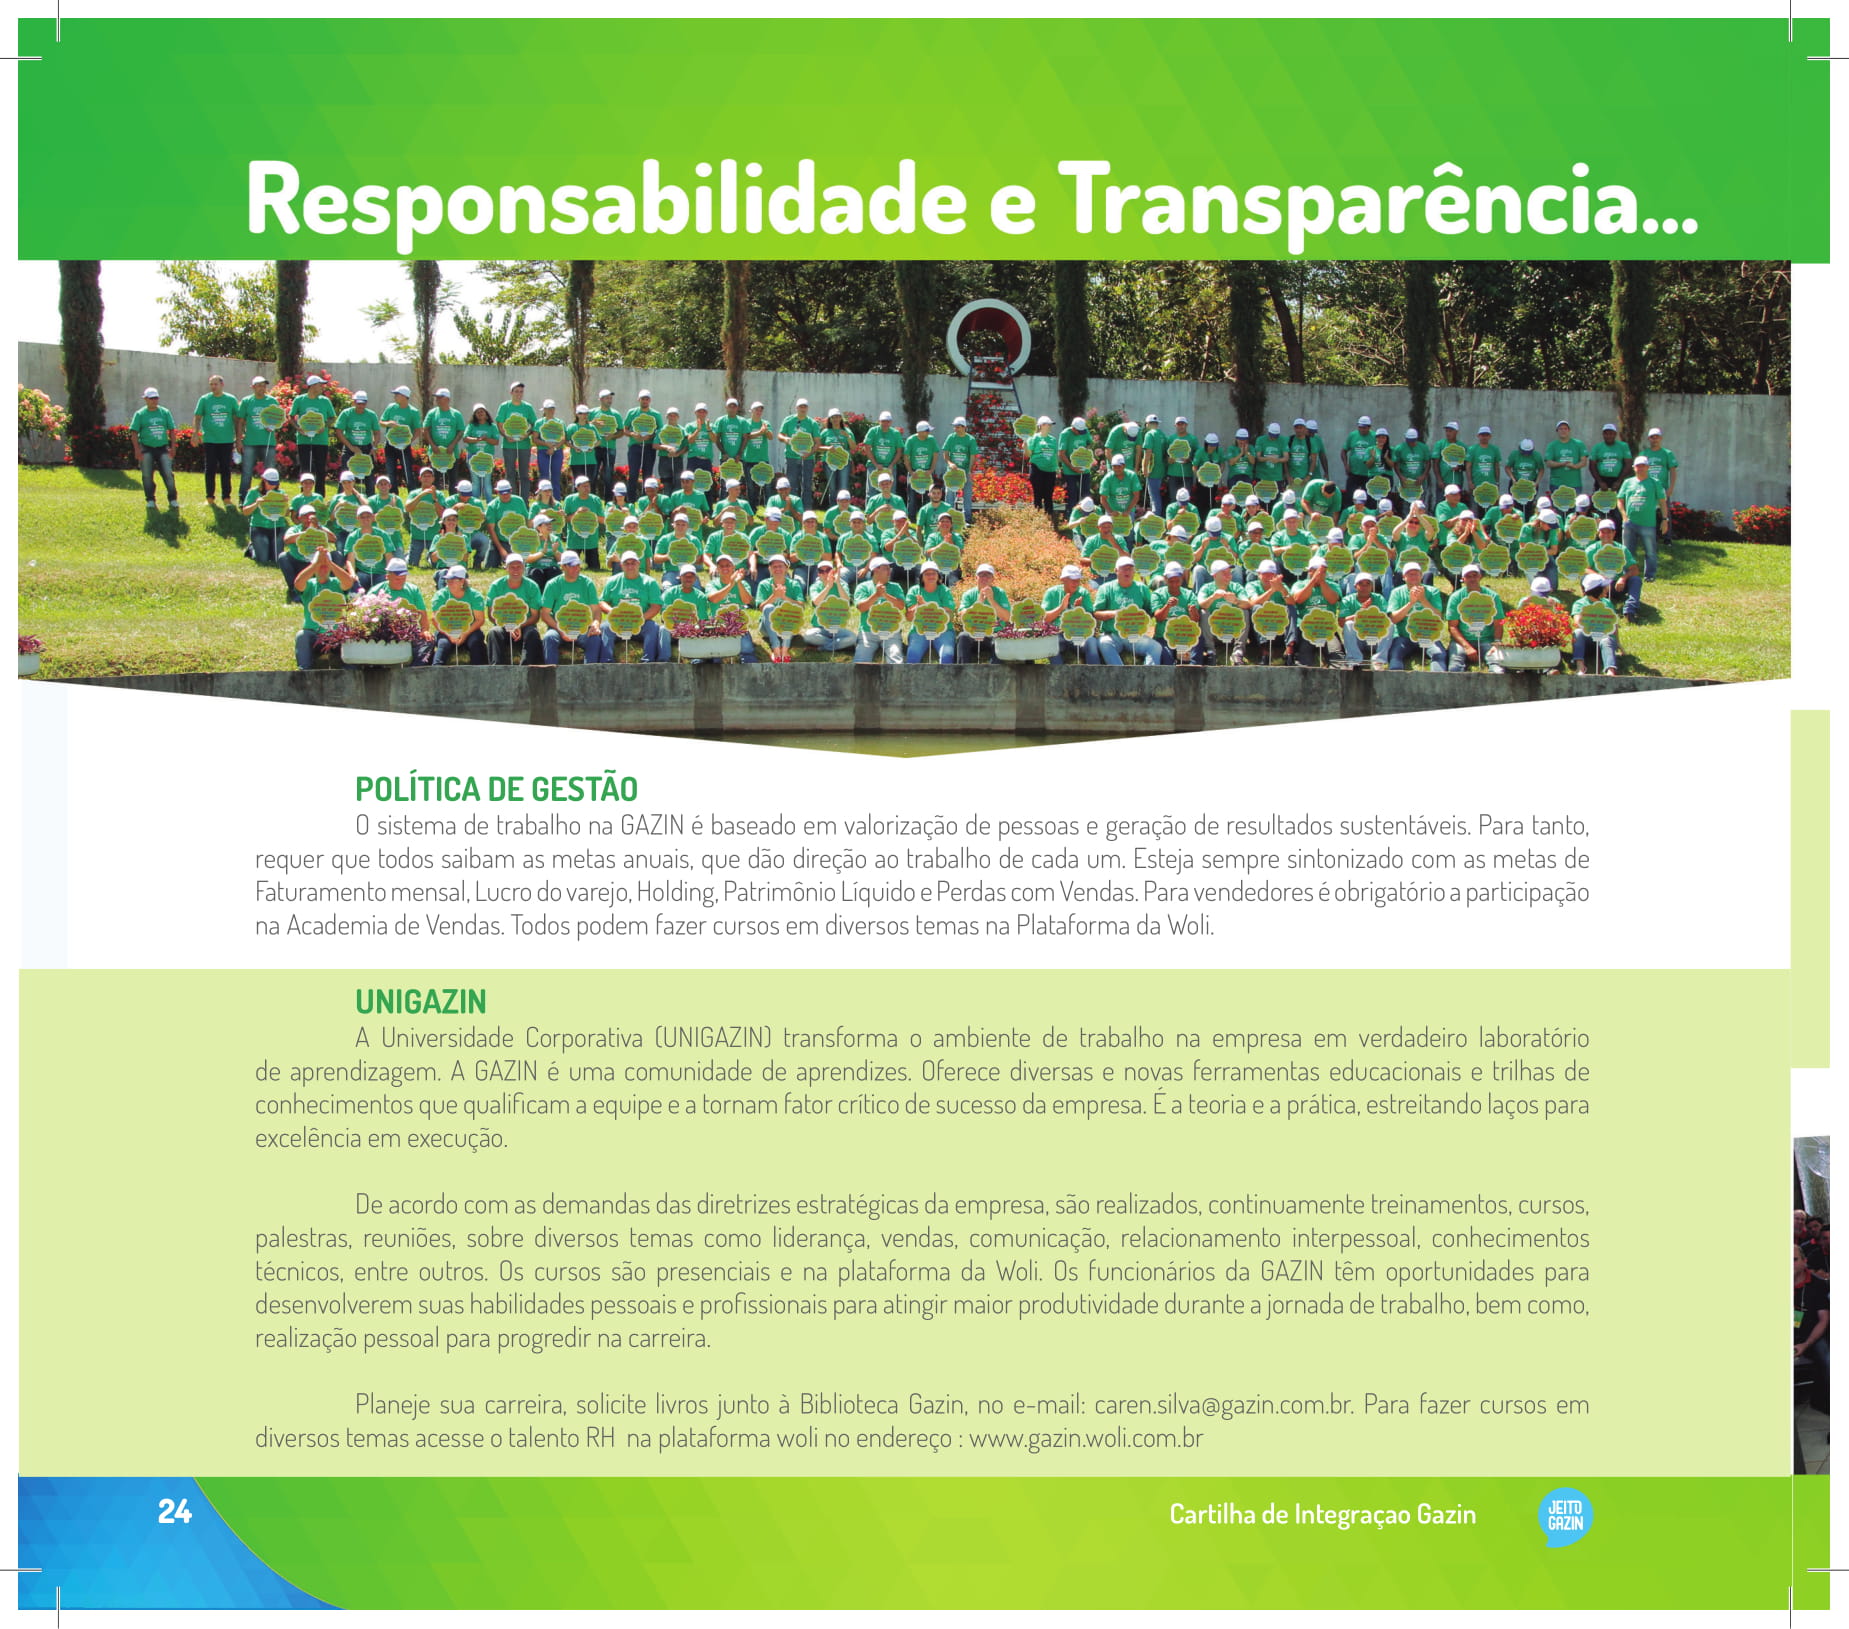 Responsabilidade e Transparência...
POLÍTICA DE GESTÃO
O sistema de trabalho na GAZIN é baseado em valorização de pessoas e geração de resultados sustentáveis. Para tanto,
requer que todos saibam as metas anuais, que dão direção ao trabalho de cada um. Esteja sempre sintonizado com as metas de
Faturamento mensal, Lucro do varejo, Holding, Patrimônio Líquido e Perdas com Vendas. Para vendedores é obrigatório a participação
na Academia de Vendas. Todos podem fazer cursos em diversos temas na Plataforma da Woli.
UNIGAZIN
A Universidade Corporativa (UNIGAZIN) transforma o ambiente de trabalho na empresa em verdadeiro laboratório
de aprendizagem. A GAZIN é uma comunidade de aprendizes. Oferece diversas e novas ferramentas educacionais e trilhas de
conhecimentos que qualificam a equipe e a tornam fator crítico de sucesso da empresa. É a teoria e a prática, estreitando laços para
excelência em execução.
De acordo com as demandas das diretrizes estratégicas da empresa, são realizados, continuamente treinamentos, cursos,
palestras, reuniões, sobre diversos temas como liderança, vendas, comunicação, relacionamento interpessoal, conhecimentos
técnicos, entre outros. Os cursos são presenciais e na plataforma da Woli. Os funcionários da GAZIN têm oportunidades para
desenvolverem suas habilidades pessoais e profissionais para atingir maior produtividade durante a jornada de trabalho, bem como,
realização pessoal para progredir na carreira.
Planeje sua carreira, solicite livros junto à Biblioteca Gazin, no e-mail: caren.silva@gazin.com.br. Para fazer cursos em
diversos temas acesse o talento RH na plataforma woli no endereço : www.gazin.woli.com.br
24
Cartilha de Integraçao Gazin
JEITO
GAZIN